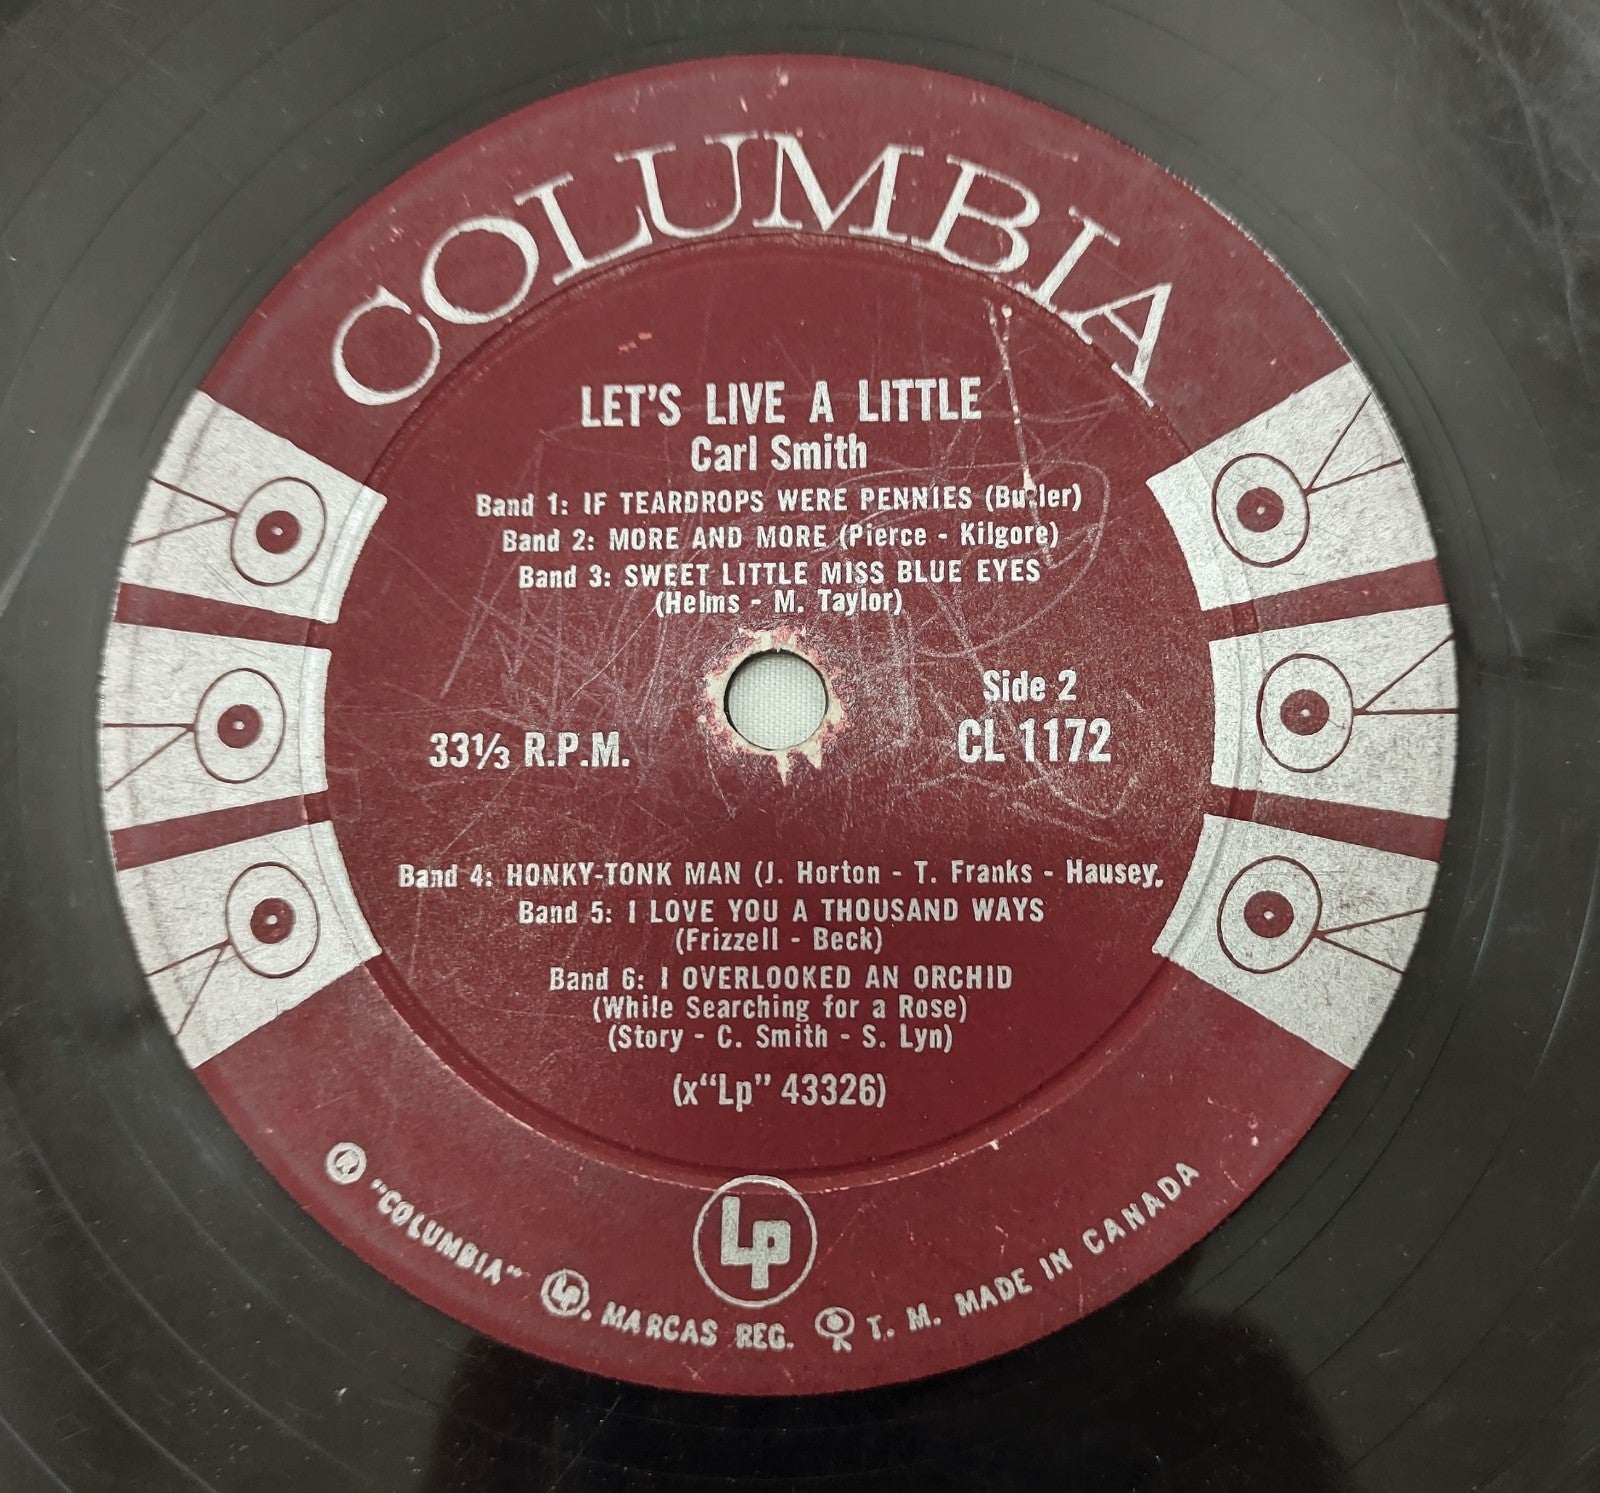 COLUMBIA
LET'S LIVE A LITTLE
Carl Smith
Band 1: IF TEARDROPS WERE PENNIES (Butler)
Band 2: MORE AND MORE (Pierce - Kilgore)
Band 3: SWEET LITTLE MISS BLUE EYES
(Helms - M. Taylor)
Side 2
33⅓ R.P.M.
CL 1172
Band 4: HONKY-TONK MAN (J. Horton - T. Franks - Hausey.
Band 5: I LOVE YOU A THOUSAND WAYS
(Frizzell - Beck)
Band 6: I OVERLOOKED AN ORCHID
(While Searching for a Rose)
(Story - C. Smith - S. Lyn)
(x“Lp” 43326)
Lp
® "COLUMBIA" Lp. MARCAS REG. T. M. MADE IN CANADA